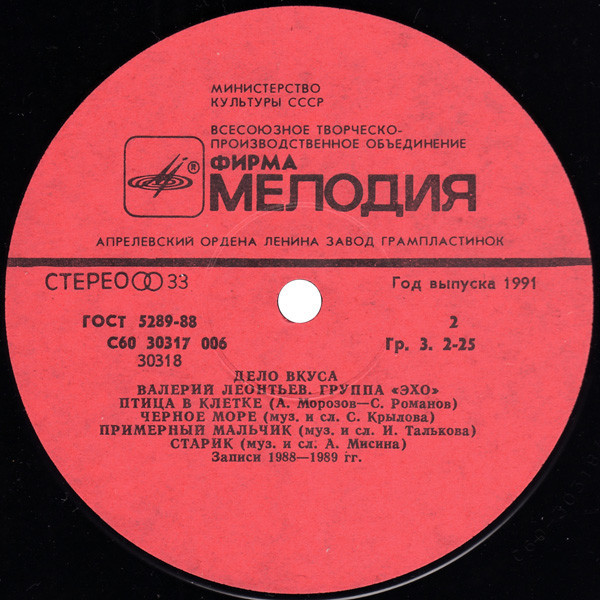 МИНИСТЕРСТВО
КУЛЬТУРЫ СССР
ВСЕСОЮЗНОЕ ТВОРЧЕСКО-
ПРОИЗВОДСТВЕННОЕ ОБЪЕДИНЕНИЕ
®
ФИРМА
МЕЛОДИЯ
АПРЕЛЕВСКИЙ ОРДЕНА ЛЕНИНА ЗАВОД ГРАМПЛАСТИНОК
СТЕРЕО 33
Год выпуска 1991
ГОСТ 5289-88
2
С60 30317 006
Гр. 3. 2-25
30318
ДЕЛО ВКУСА
ВАЛЕРИЙ ЛЕОНТЬЕВ. ГРУППА «ЭХО»
ПТИЦА В КЛЕТКЕ (А. Морозов—С. Романов)
ЧЕРНОЕ МОРЕ (муз. и сл. С. Крылова)
ПРИМЕРНЫЙ МАЛЬЧИК (муз. и сл. И. Талькова)
СТАРИК (муз. и сл. А. Мисина)
Записи 1988—1989 гг.